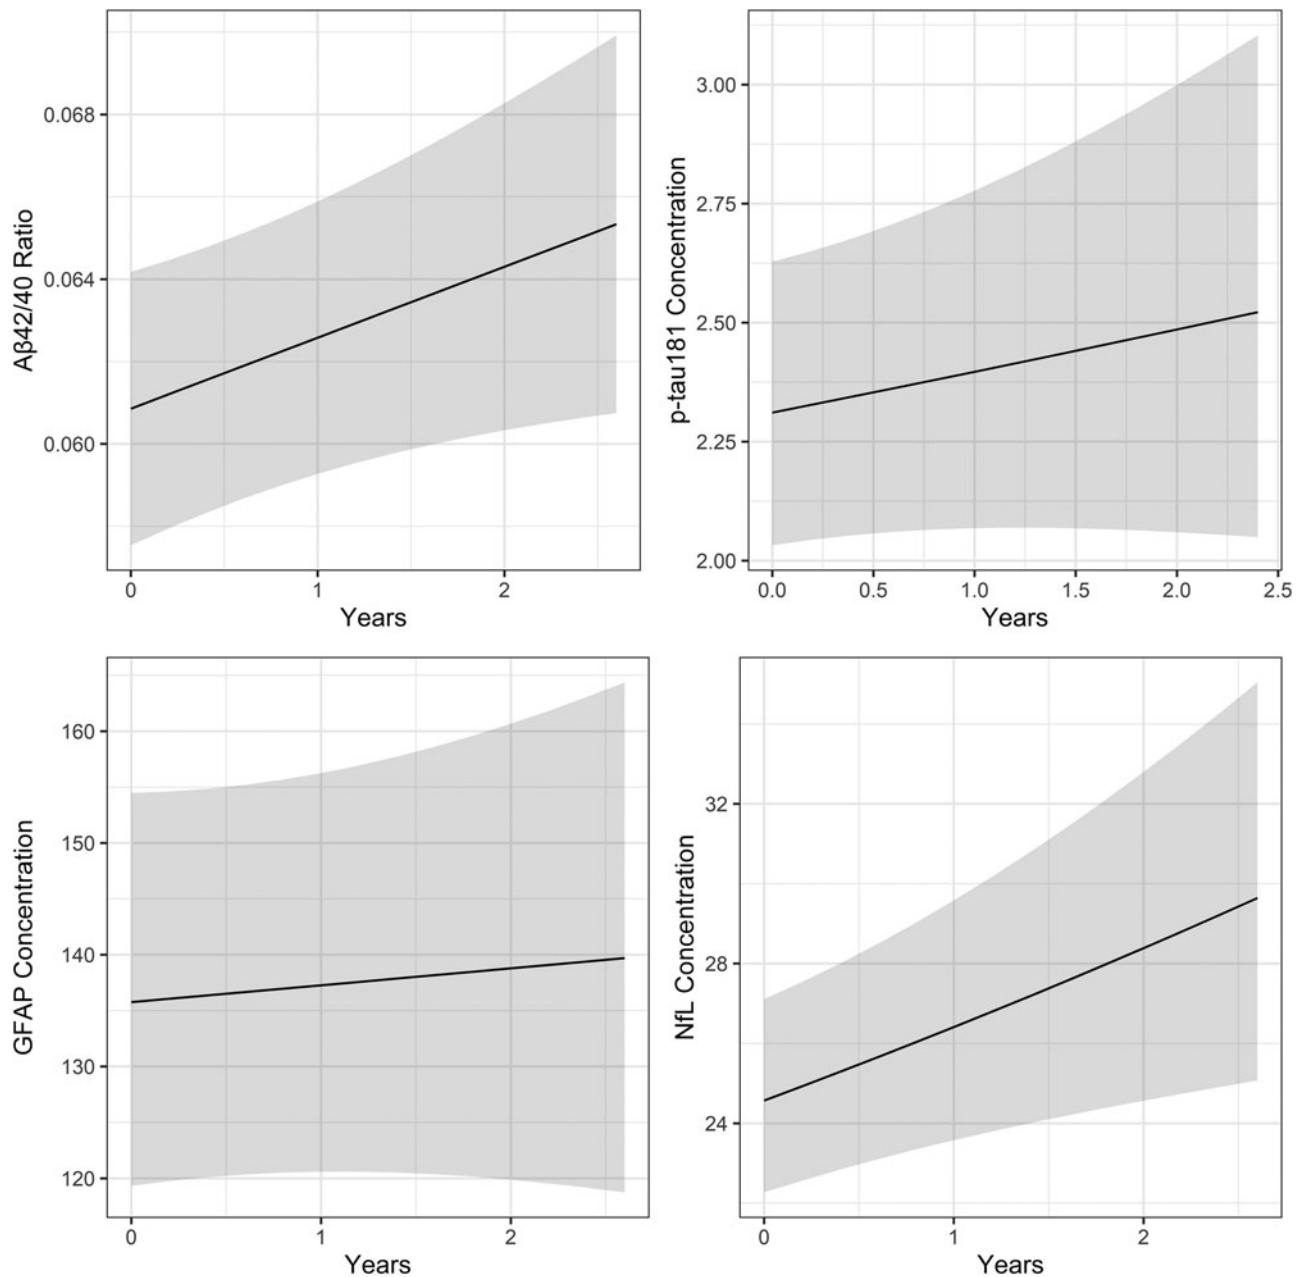 Aβ42/40 Ratio
0.068
0.064
0.060
0 1 2
Years
p-tau181 Concentration
3.00
2.75
2.50
2.25
2.00
0.0 0.5 1.0 1.5 2.0 2.5
Years
GFAP Concentration
160
150
140
130
120
0 1 2
Years
NfL Concentration
32
28
24
0 1 2
Years